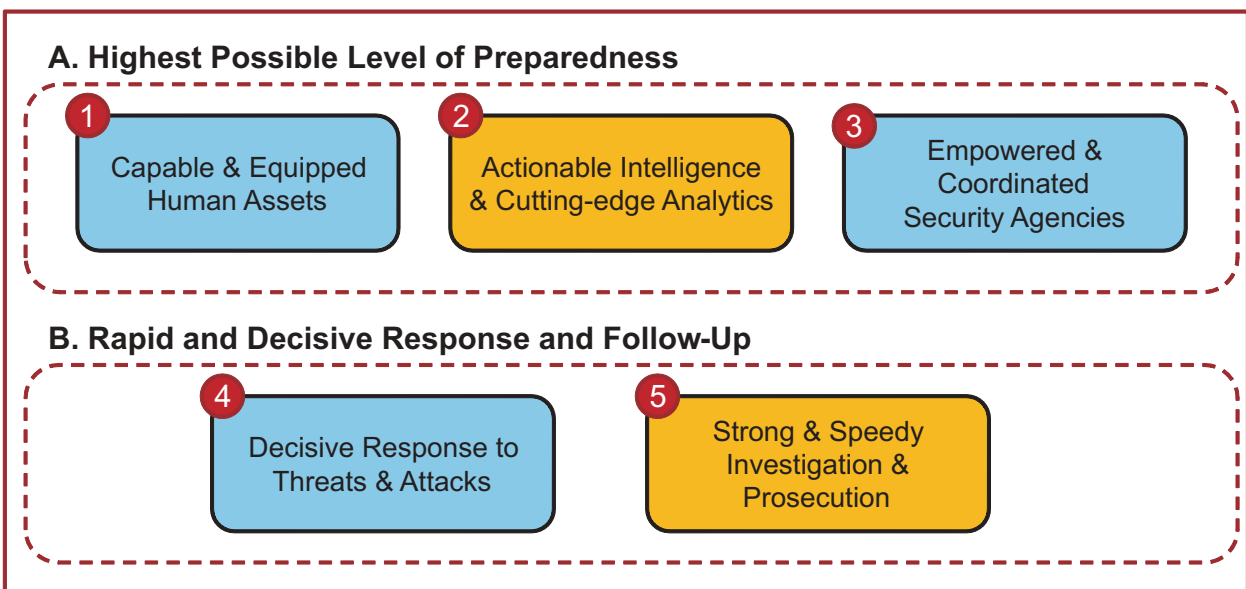 A. Highest Possible Level of Preparedness
1
Capable & Equipped
Human Assets
2
Actionable Intelligence
& Cutting-edge Analytics
3
Empowered &
Coordinated
Security Agencies
B. Rapid and Decisive Response and Follow-Up
4
Decisive Response to
Threats & Attacks
5
Strong & Speedy
Investigation &
Prosecution